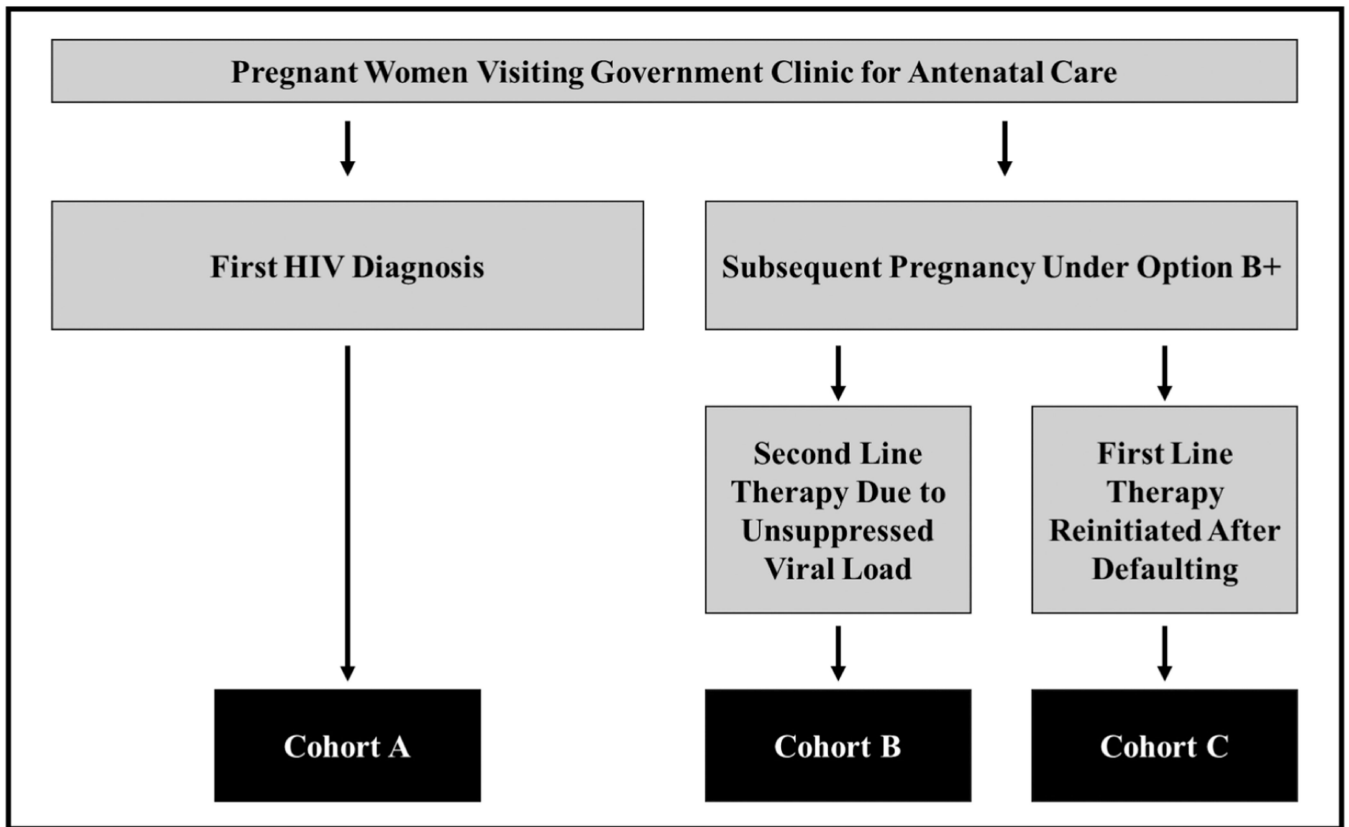 Pregnant Women Visiting Government Clinic for Antenatal Care
First HIV Diagnosis
Subsequent Pregnancy Under Option B+
Second Line
Therapy Due to
Unsuppressed
Viral Load
First Line
Therapy
Reinitiated After
Defaulting
Cohort A
Cohort B
Cohort C